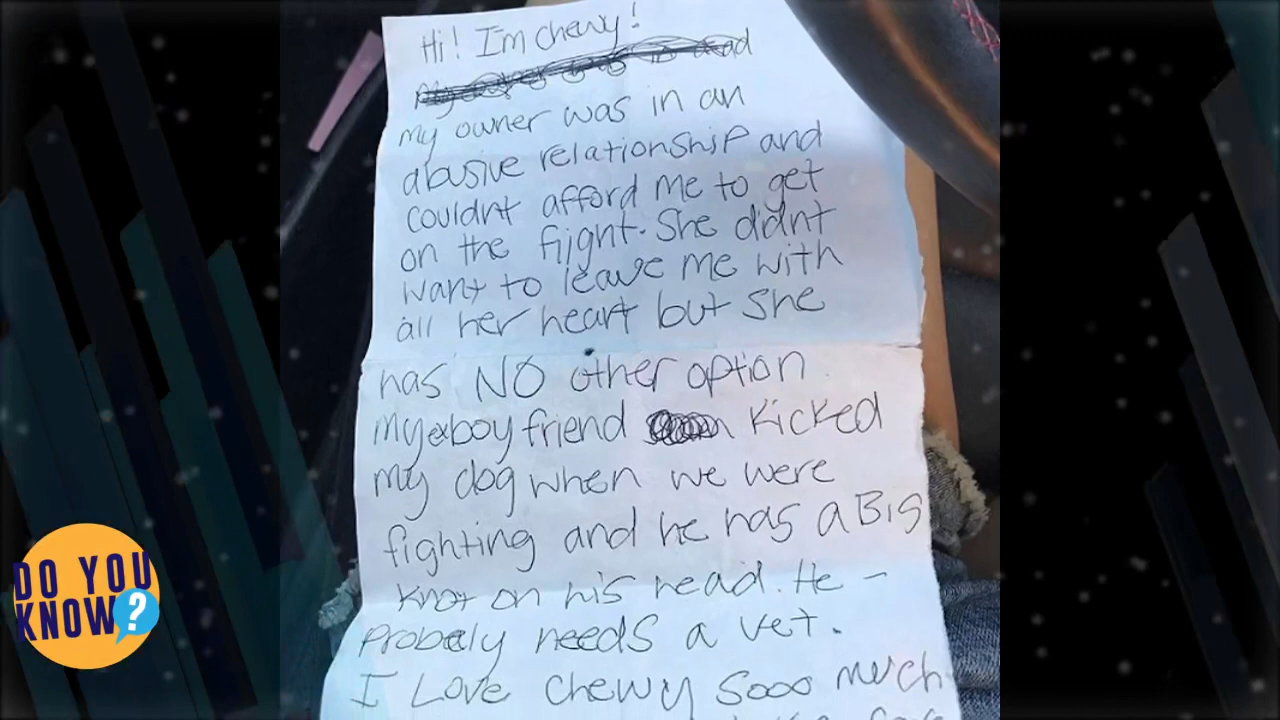 Hi! I'm chewy!
my owner was in an
abusive relationship and
couldnt afford me to get
on the flight. She didnt
want to leave me with
all her heart but she
has NO other option.
My exboyfriend kicked
my dog when we were
fighting and he has a Big
knot on his head. He -
Probably needs a vet.
I Love Chewy sooo much
DO YOU
KNOW?